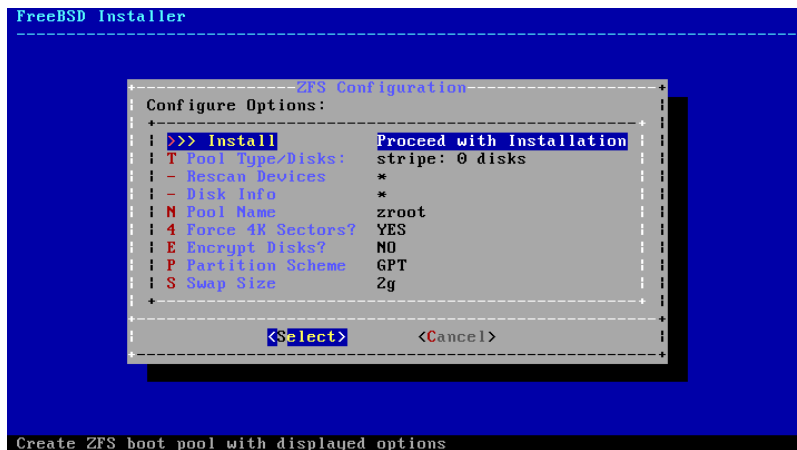 FreeBSD Installer
ZFS Configuration
Configure Options:
>>> Install Proceed with Installation
T Pool Type/Disks: stripe: 0 disks
- Rescan Devices *
- Disk Info *
N Pool Name zroot
4 Force 4K Sectors? YES
E Encrypt Disks? NO
P Partition Scheme GPT
S Swap Size 2g
<Select> <Cancel>
Create ZFS boot pool with displayed options